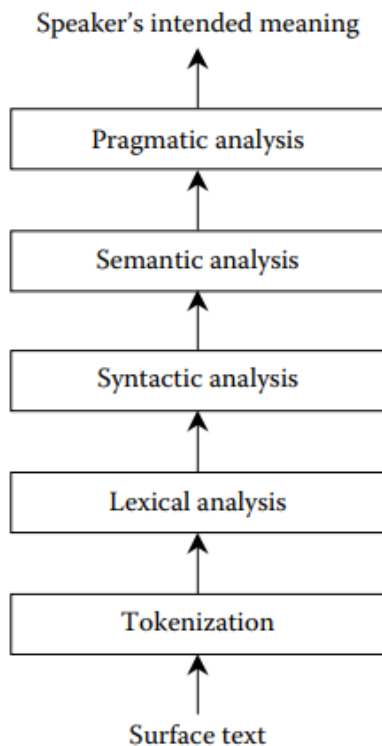 Speaker’s intended meaning
Pragmatic analysis
Semantic analysis
Syntactic analysis
Lexical analysis
Tokenization
Surface text